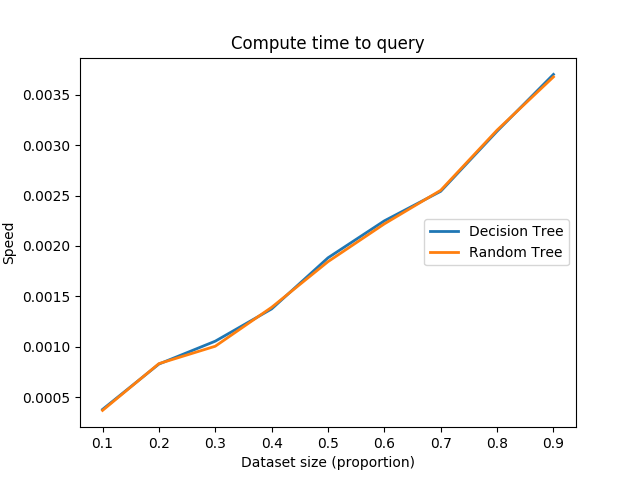 Compute time to query
Speed
0.0035
0.0030
0.0025
0.0020
0.0015
0.0010
0.0005
Decision Tree
Random Tree
0.1 0.2 0.3 0.4 0.5 0.6 0.7 0.8 0.9
Dataset size (proportion)